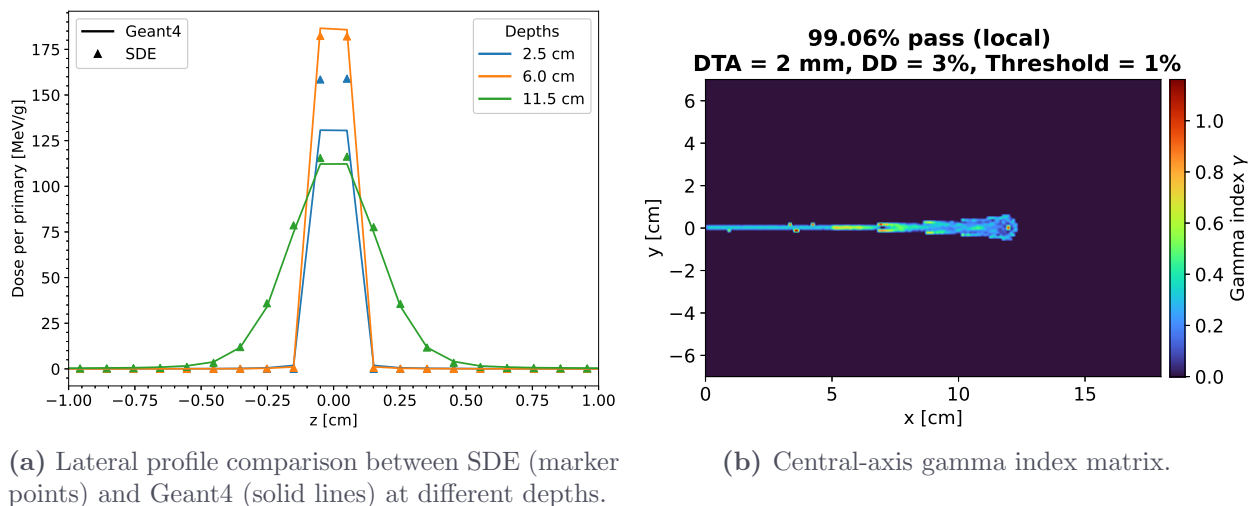 Geant4
SDE
Depths
2.5 cm
6.0 cm
11.5 cm
175
150
125
100
75
50
25
0
Dose per primary [MeV/g]
−1.00 −0.75 −0.50 −0.25 0.00 0.25 0.50 0.75 1.00
z [cm]
(a) Lateral profile comparison between SDE (marker
points) and Geant4 (solid lines) at different depths.
99.06% pass (local)
DTA = 2 mm, DD = 3%, Threshold = 1%
6
4
2
0
−2
−4
−6
y [cm]
0 5 10 15
x [cm]
1.0
0.8
0.6
0.4
0.2
0.0
Gamma index γ
(b) Central-axis gamma index matrix.